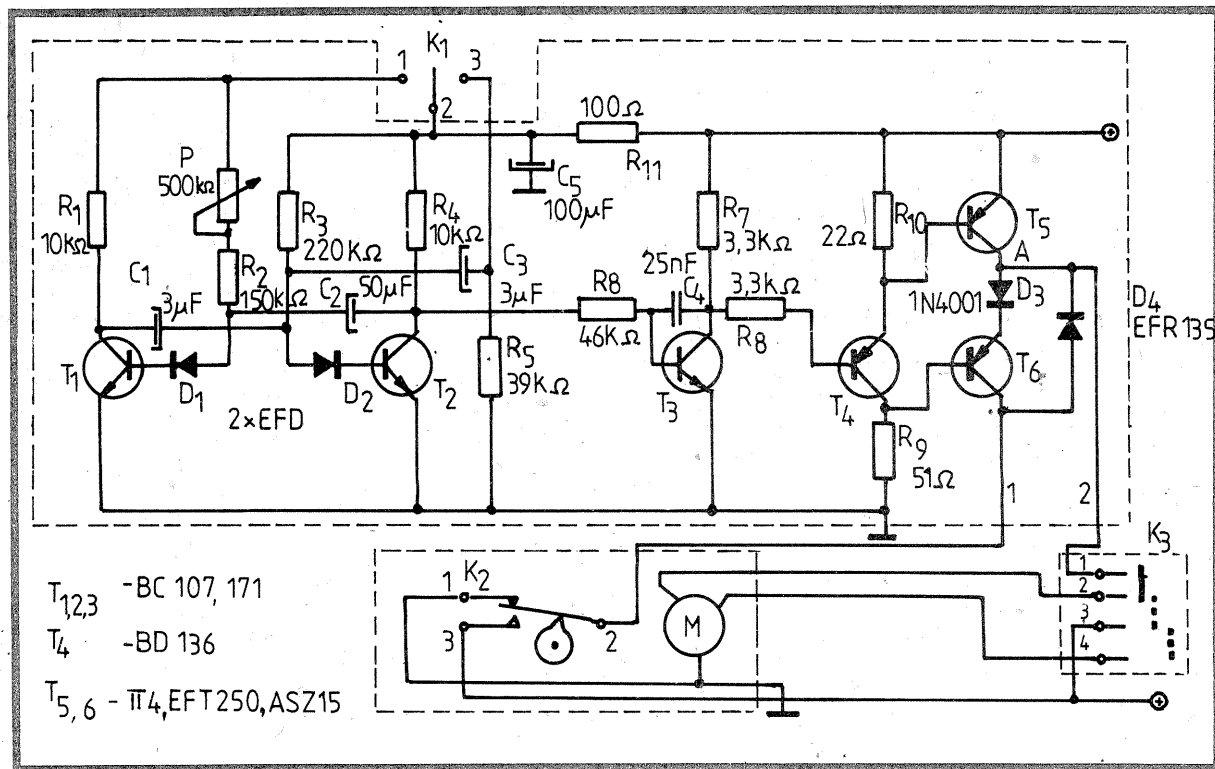 K1
1
3
2
100Ω
R11
C5
100µF
P
500kΩ
R1
10kΩ
R3
220KΩ
R4
10KΩ
C3
3µF
R2
150kΩ
C1
3µF
C2
50µF
R5
39KΩ
R7
3,3KΩ
25nF
C4
R8
46KΩ
3,3KΩ
R8
R10
22Ω
T5
A
1N4001
D3
D4
EFR 135
T1
D1
D2
T2
2×EFD
T3
T4
T6
R9
51Ω
1
2
K2
1
3
2
M
K3
1
2
3
4
T1,2,3 -BC 107, 171
T4 -BD 136
T5,6 - π4,EFT250,ASZ15